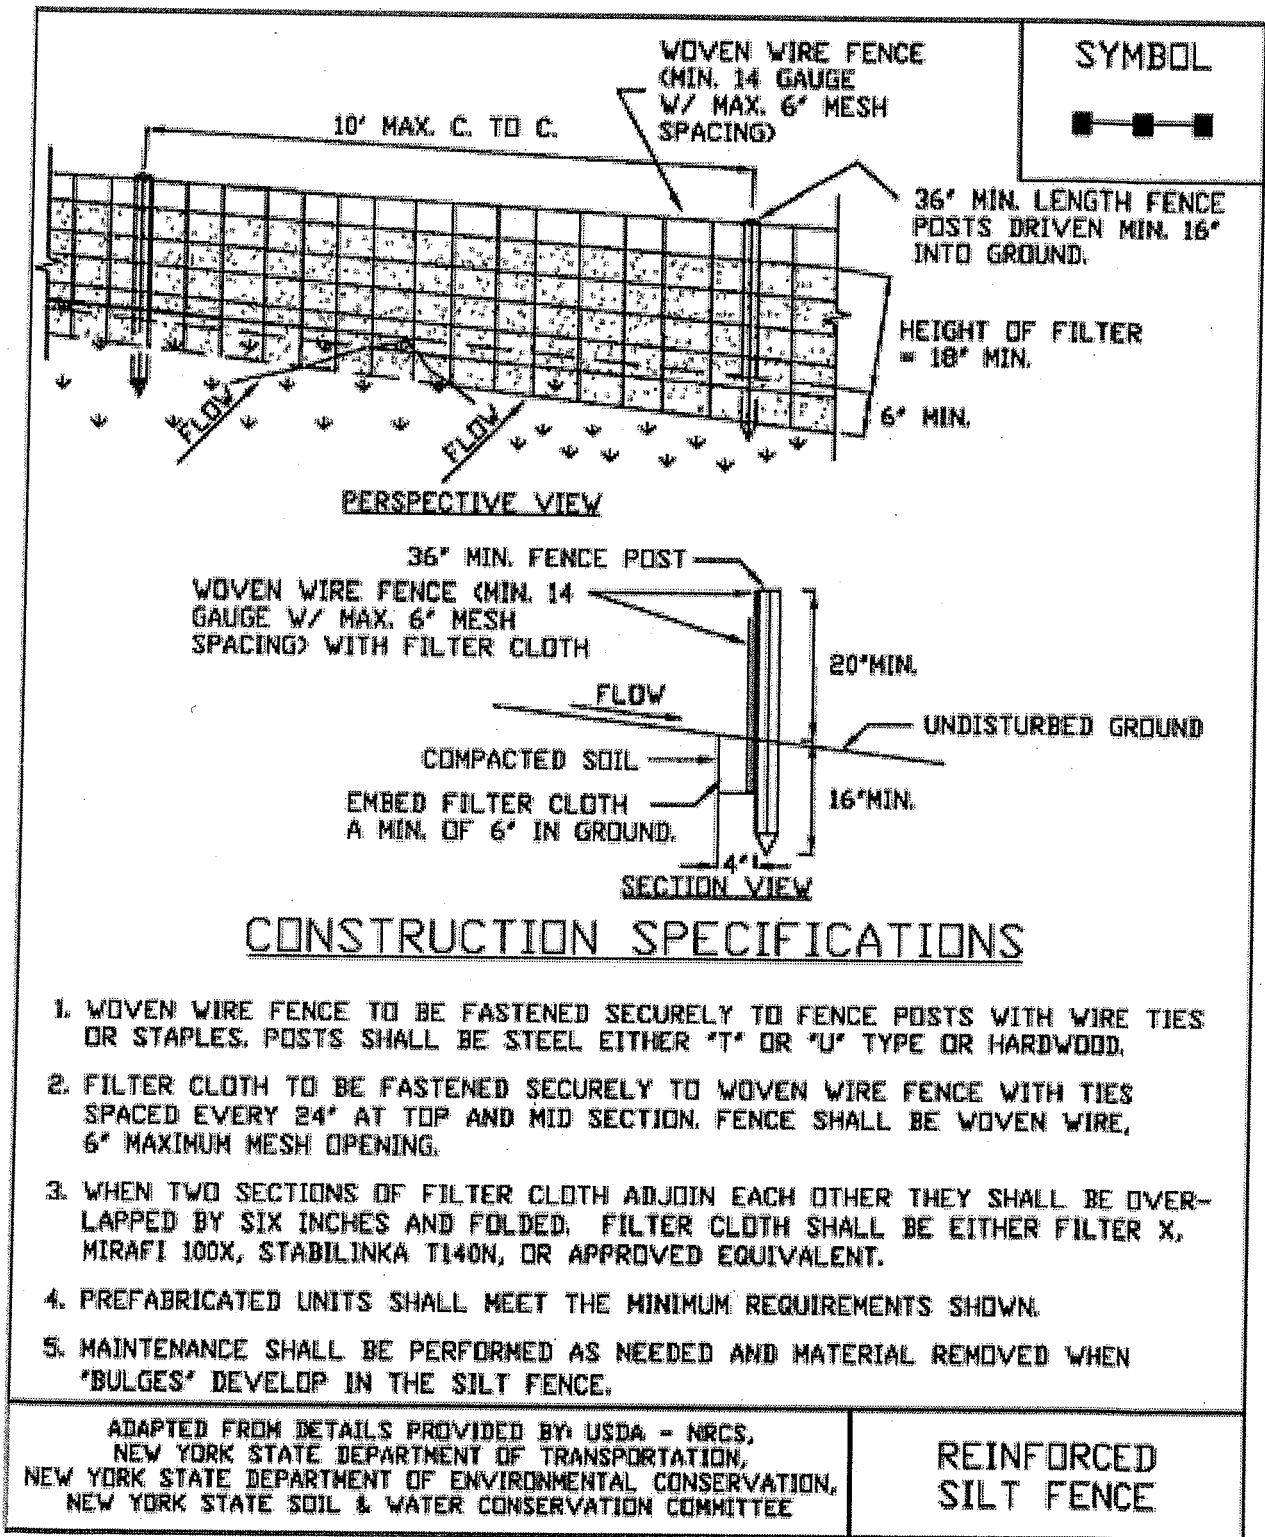 WOVEN WIRE FENCE
(MIN. 14 GAUGE
W/ MAX. 6" MESH
SPACING)
SYMBOL
10' MAX. C. TO C.
36" MIN. LENGTH FENCE
POSTS DRIVEN MIN. 16"
INTO GROUND.
HEIGHT OF FILTER
= 18" MIN.
6" MIN.
FLOW
FLOW
PERSPECTIVE VIEW
36" MIN. FENCE POST
WOVEN WIRE FENCE (MIN. 14
GAUGE W/ MAX. 6" MESH
SPACING) WITH FILTER CLOTH
20"MIN.
FLOW
UNDISTURBED GROUND
COMPACTED SOIL
EMBED FILTER CLOTH
A MIN. OF 6" IN GROUND.
16"MIN.
4"
SECTION VIEW
CONSTRUCTION SPECIFICATIONS
1. WOVEN WIRE FENCE TO BE FASTENED SECURELY TO FENCE POSTS WITH WIRE TIES
OR STAPLES. POSTS SHALL BE STEEL EITHER "T" OR "U" TYPE OR HARDWOOD.
2. FILTER CLOTH TO BE FASTENED SECURELY TO WOVEN WIRE FENCE WITH TIES
SPACED EVERY 24" AT TOP AND MID SECTION. FENCE SHALL BE WOVEN WIRE,
6" MAXIMUM MESH OPENING.
3. WHEN TWO SECTIONS OF FILTER CLOTH ADJOIN EACH OTHER THEY SHALL BE OVER-
LAPPED BY SIX INCHES AND FOLDED. FILTER CLOTH SHALL BE EITHER FILTER X,
MIRAFI 100X, STABILINKA T140N, OR APPROVED EQUIVALENT.
4. PREFABRICATED UNITS SHALL MEET THE MINIMUM REQUIREMENTS SHOWN.
5. MAINTENANCE SHALL BE PERFORMED AS NEEDED AND MATERIAL REMOVED WHEN
"BULGES" DEVELOP IN THE SILT FENCE.
ADAPTED FROM DETAILS PROVIDED BY: USDA - NRCS,
NEW YORK STATE DEPARTMENT OF TRANSPORTATION,
NEW YORK STATE DEPARTMENT OF ENVIRONMENTAL CONSERVATION,
NEW YORK STATE SOIL & WATER CONSERVATION COMMITTEE
REINFORCED
SILT FENCE